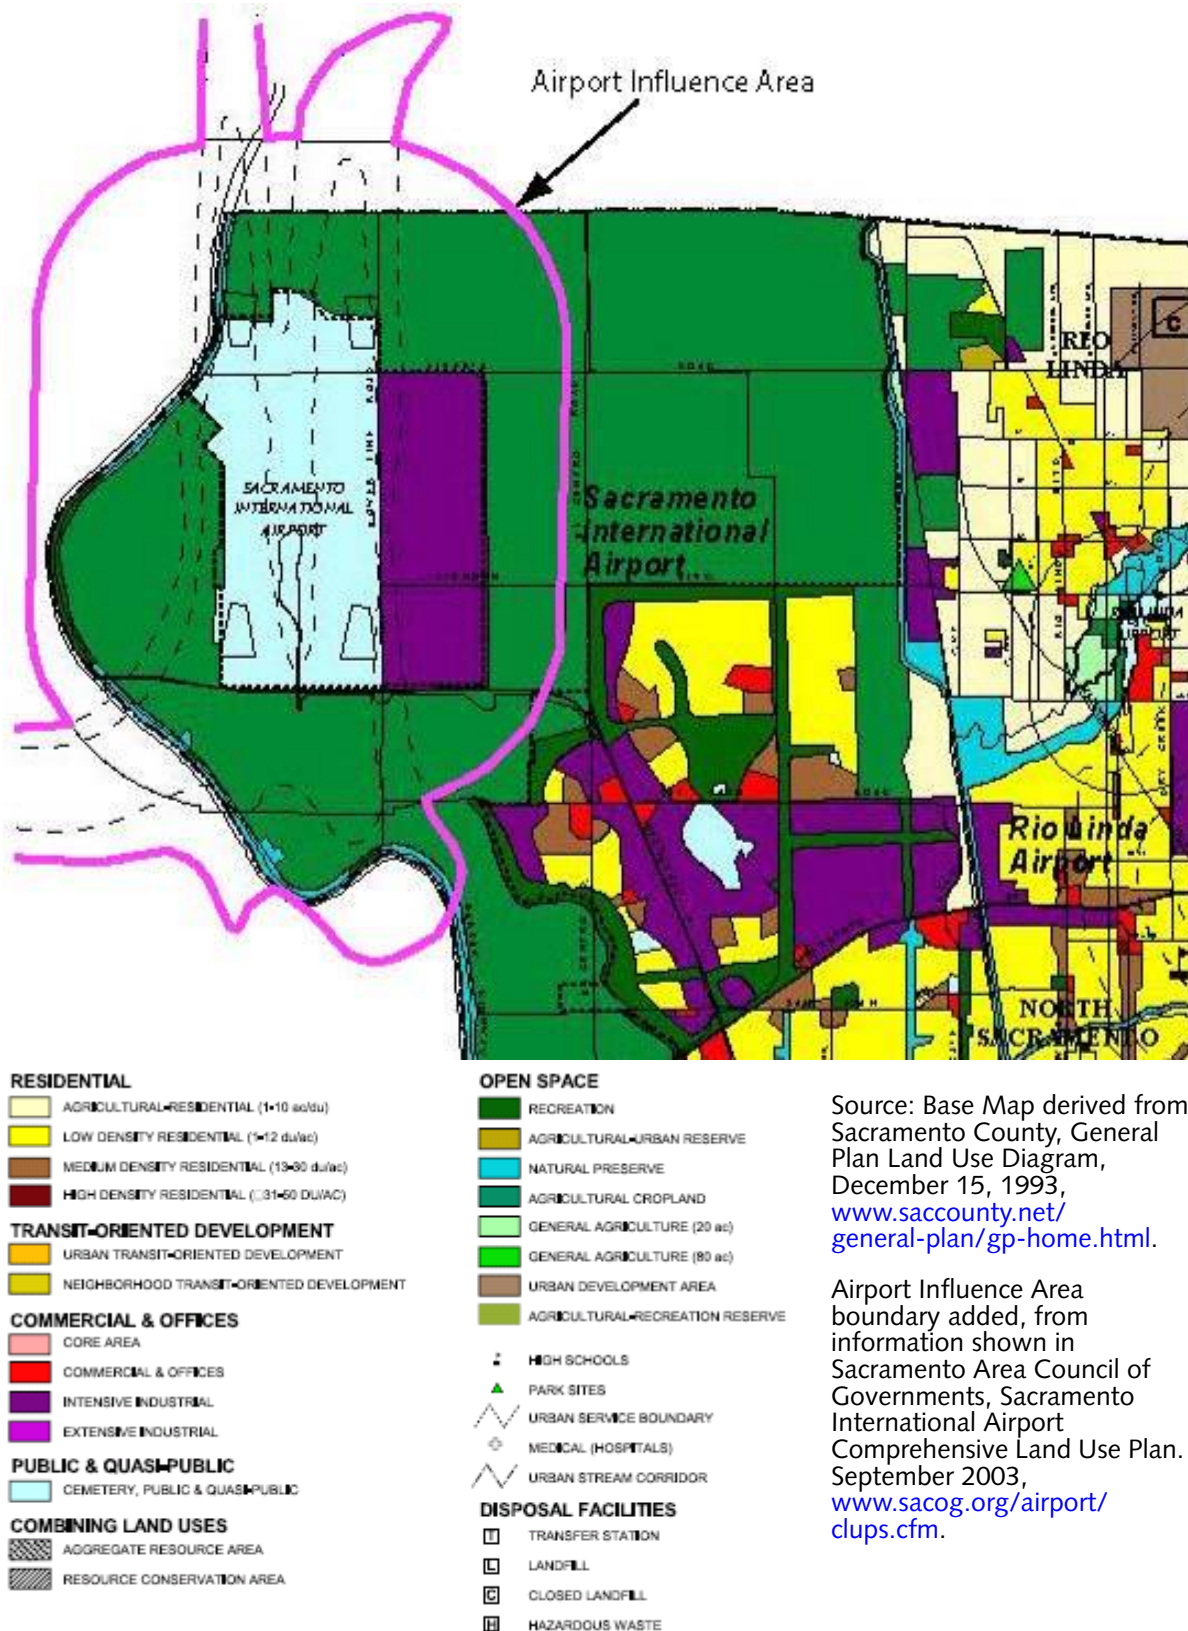 Airport Influence Area
RIO
LINDA
C
SACRAMENTO
INTERNATIONAL
AIRPORT
Sacramento
International
Airport
Rio Linda
Airport
NORTH
SACRAMENTO
RESIDENTIAL
AGRICULTURAL-RESIDENTIAL (1-10 ac/du)
LOW DENSITY RESIDENTIAL (1-12 du/ac)
MEDIUM DENSITY RESIDENTIAL (13-30 du/ac)
HIGH DENSITY RESIDENTIAL (□31-50 DU/AC)
TRANSIT-ORIENTED DEVELOPMENT
URBAN TRANSIT-ORIENTED DEVELOPMENT
NEIGHBORHOOD TRANSIT-ORIENTED DEVELOPMENT
COMMERCIAL & OFFICES
CORE AREA
COMMERCIAL & OFFICES
INTENSIVE INDUSTRIAL
EXTENSIVE INDUSTRIAL
PUBLIC & QUASI-PUBLIC
CEMETERY, PUBLIC & QUASI-PUBLIC
COMBINING LAND USES
AGGREGATE RESOURCE AREA
RESOURCE CONSERVATION AREA
OPEN SPACE
RECREATION
AGRICULTURAL-URBAN RESERVE
NATURAL PRESERVE
AGRICULTURAL CROPLAND
GENERAL AGRICULTURE (20 ac)
GENERAL AGRICULTURE (80 ac)
URBAN DEVELOPMENT AREA
AGRICULTURAL-RECREATION RESERVE
HIGH SCHOOLS
PARK SITES
URBAN SERVICE BOUNDARY
MEDICAL (HOSPITALS)
URBAN STREAM CORRIDOR
DISPOSAL FACILITIES
T TRANSFER STATION
L LANDFILL
C CLOSED LANDFILL
H HAZARDOUS WASTE
Source: Base Map derived from
Sacramento County, General
Plan Land Use Diagram,
December 15, 1993,
www.saccounty.net/
general-plan/gp-home.html.
Airport Influence Area
boundary added, from
information shown in
Sacramento Area Council of
Governments, Sacramento
International Airport
Comprehensive Land Use Plan.
September 2003,
www.sacog.org/airport/
clups.cfm.